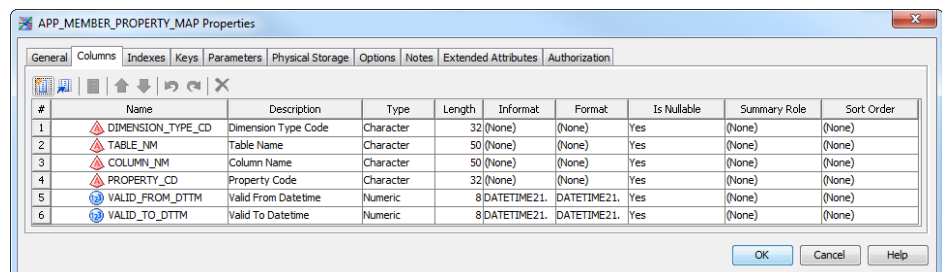 APP_MEMBER_PROPERTY_MAP Properties
General Columns Indexes Keys Parameters Physical Storage Options Notes Extended Attributes Authorization
# Name Description Type Length Informat Format Is Nullable Summary Role Sort Order
1 DIMENSION_TYPE_CD Dimension Type Code Character 32 (None) (None) Yes (None) (None)
2 TABLE_NM Table Name Character 50 (None) (None) Yes (None) (None)
3 COLUMN_NM Column Name Character 50 (None) (None) Yes (None) (None)
4 PROPERTY_CD Property Code Character 32 (None) (None) Yes (None) (None)
5 123 VALID_FROM_DTTM Valid From Datetime Numeric 8 DATETIME21. DATETIME21. Yes (None) (None)
6 123 VALID_TO_DTTM Valid To Datetime Numeric 8 DATETIME21. DATETIME21. Yes (None) (None)
OK Cancel Help